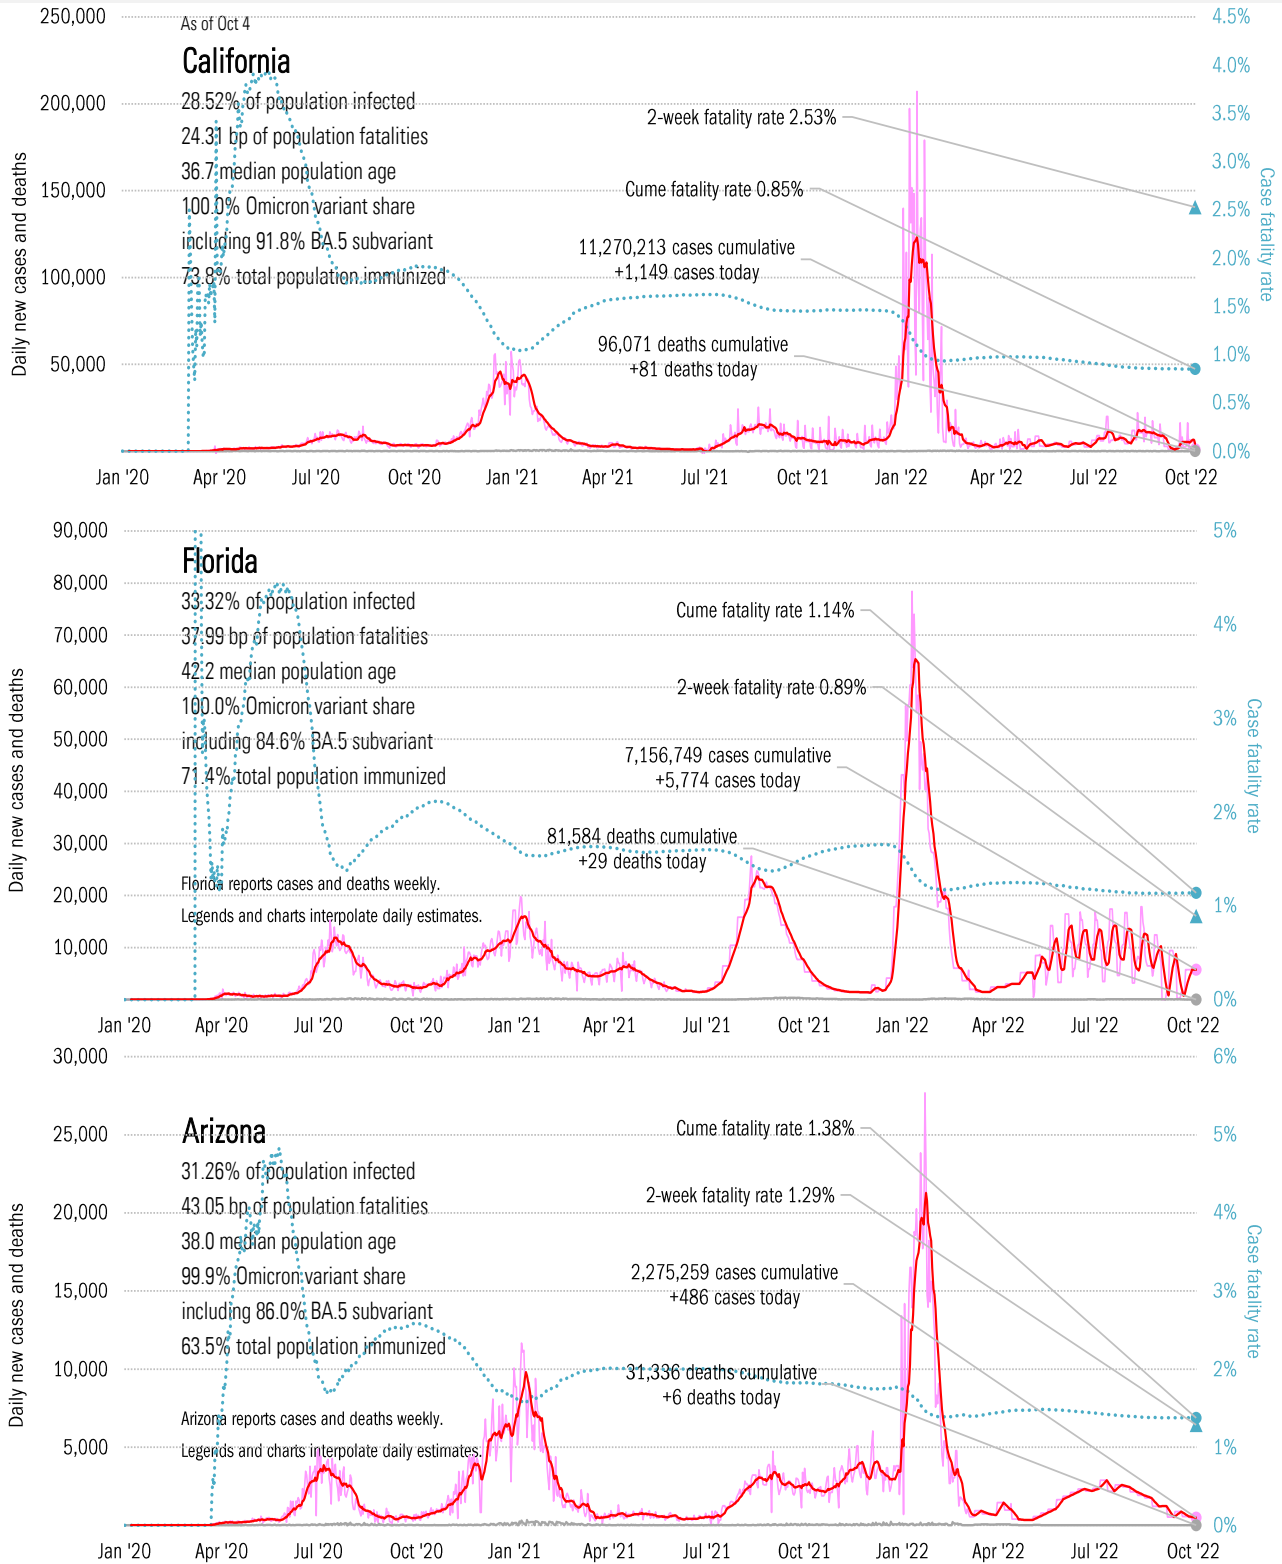 250,000
As of Oct 4
4.5%
California
4.0%
28.52% of population infected
200,000
2-week fatality rate 2.53%
3.5%
24.31 bp of population fatalities
36.7 median population age
3.0%
150,000
Cume fatality rate 0.85%
100.0% Omicron variant share
2.5%
including 91.8% BA.5 subvariant
11,270,213 cases cumulative
+1,149 cases today
2.0%
100,000
73.8% total population immunized
1.5%
96,071 deaths cumulative
+81 deaths today
1.0%
50,000
0.5%
0.0%
Daily new cases and deaths
Case fatality rate
Jan '20 Apr '20 Jul '20 Oct '20 Jan '21 Apr '21 Jul '21 Oct '21 Jan '22 Apr '22 Jul '22 Oct '22
90,000
5%
Florida
80,000
33.32% of population infected
Cume fatality rate 1.14%
4%
70,000
37.99 bp of population fatalities
42.2 median population age
60,000
2-week fatality rate 0.89%
100.0% Omicron variant share
3%
50,000
including 84.6% BA.5 subvariant
7,156,749 cases cumulative
+5,774 cases today
71.4% total population immunized
40,000
2%
30,000
81,584 deaths cumulative
+29 deaths today
Florida reports cases and deaths weekly.
20,000
1%
Legends and charts interpolate daily estimates.
10,000
0%
Daily new cases and deaths
Case fatality rate
Jan '20 Apr '20 Jul '20 Oct '20 Jan '21 Apr '21 Jul '21 Oct '21 Jan '22 Apr '22 Jul '22 Oct '22
30,000
6%
Arizona
25,000
Cume fatality rate 1.38%
5%
31.26% of population infected
2-week fatality rate 1.29%
43.05 bp of population fatalities
20,000
4%
38.0 median population age
99.9% Omicron variant share
2,275,259 cases cumulative
+486 cases today
15,000
3%
including 86.0% BA.5 subvariant
63.5% total population immunized
10,000
31,336 deaths cumulative
+6 deaths today
2%
Arizona reports cases and deaths weekly.
Legends and charts interpolate daily estimates.
5,000
1%
0%
Daily new cases and deaths
Case fatality rate
Jan '20 Apr '20 Jul '20 Oct '20 Jan '21 Apr '21 Jul '21 Oct '21 Jan '22 Apr '22 Jul '22 Oct '22